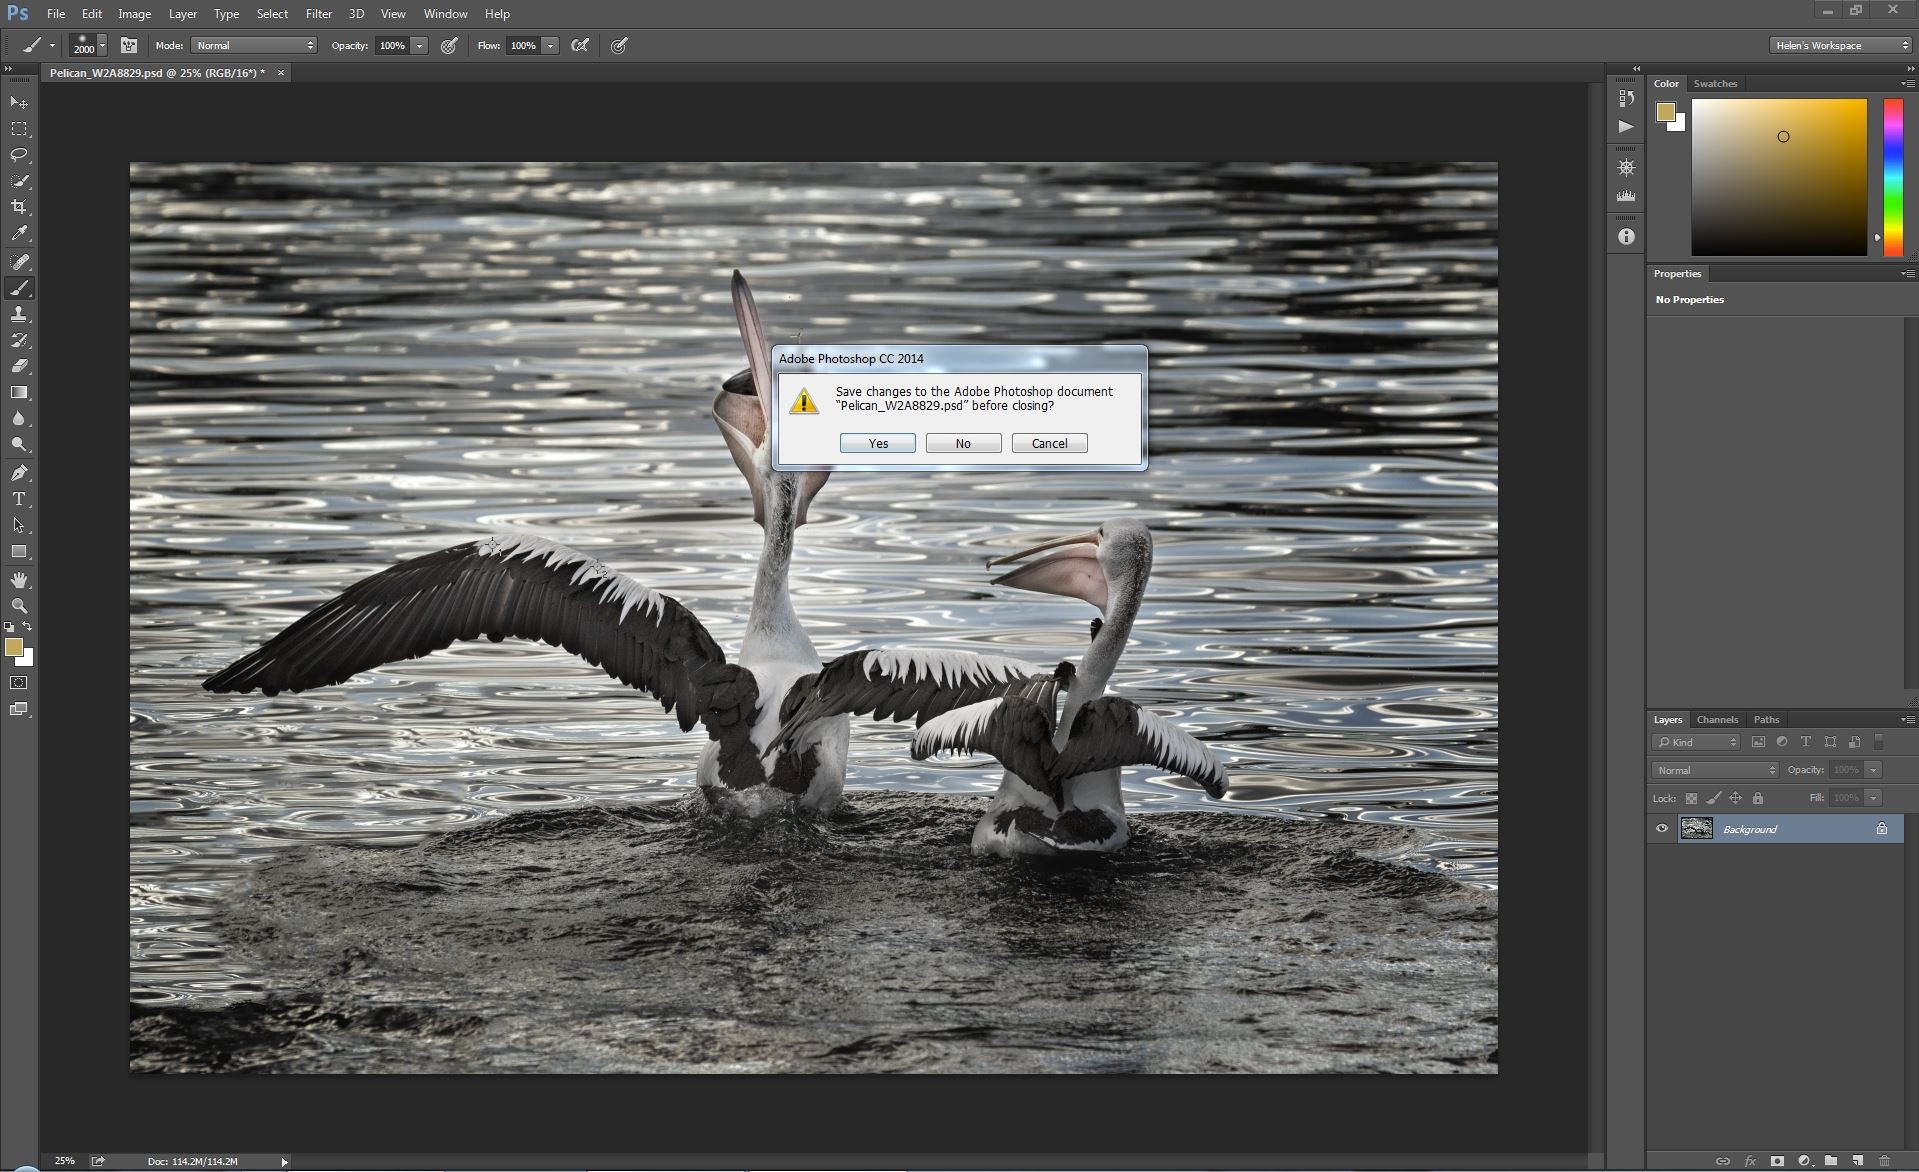 Ps File Edit Image Layer Type Select Filter 3D View Window Help
2000 Mode: Normal Opacity: 100% Flow: 100% Helen's Workspace
Pelican_W2A8829.psd @ 25% (RGB/16*) * ×
Color Swatches
Properties
No Properties
Adobe Photoshop CC 2014
Save changes to the Adobe Photoshop document
“Pelican_W2A8829.psd” before closing?
Yes No Cancel
Layers Channels Paths
Kind
Normal Opacity: 100%
Lock: Fill: 100%
Background
25% Doc: 114.2M/114.2M